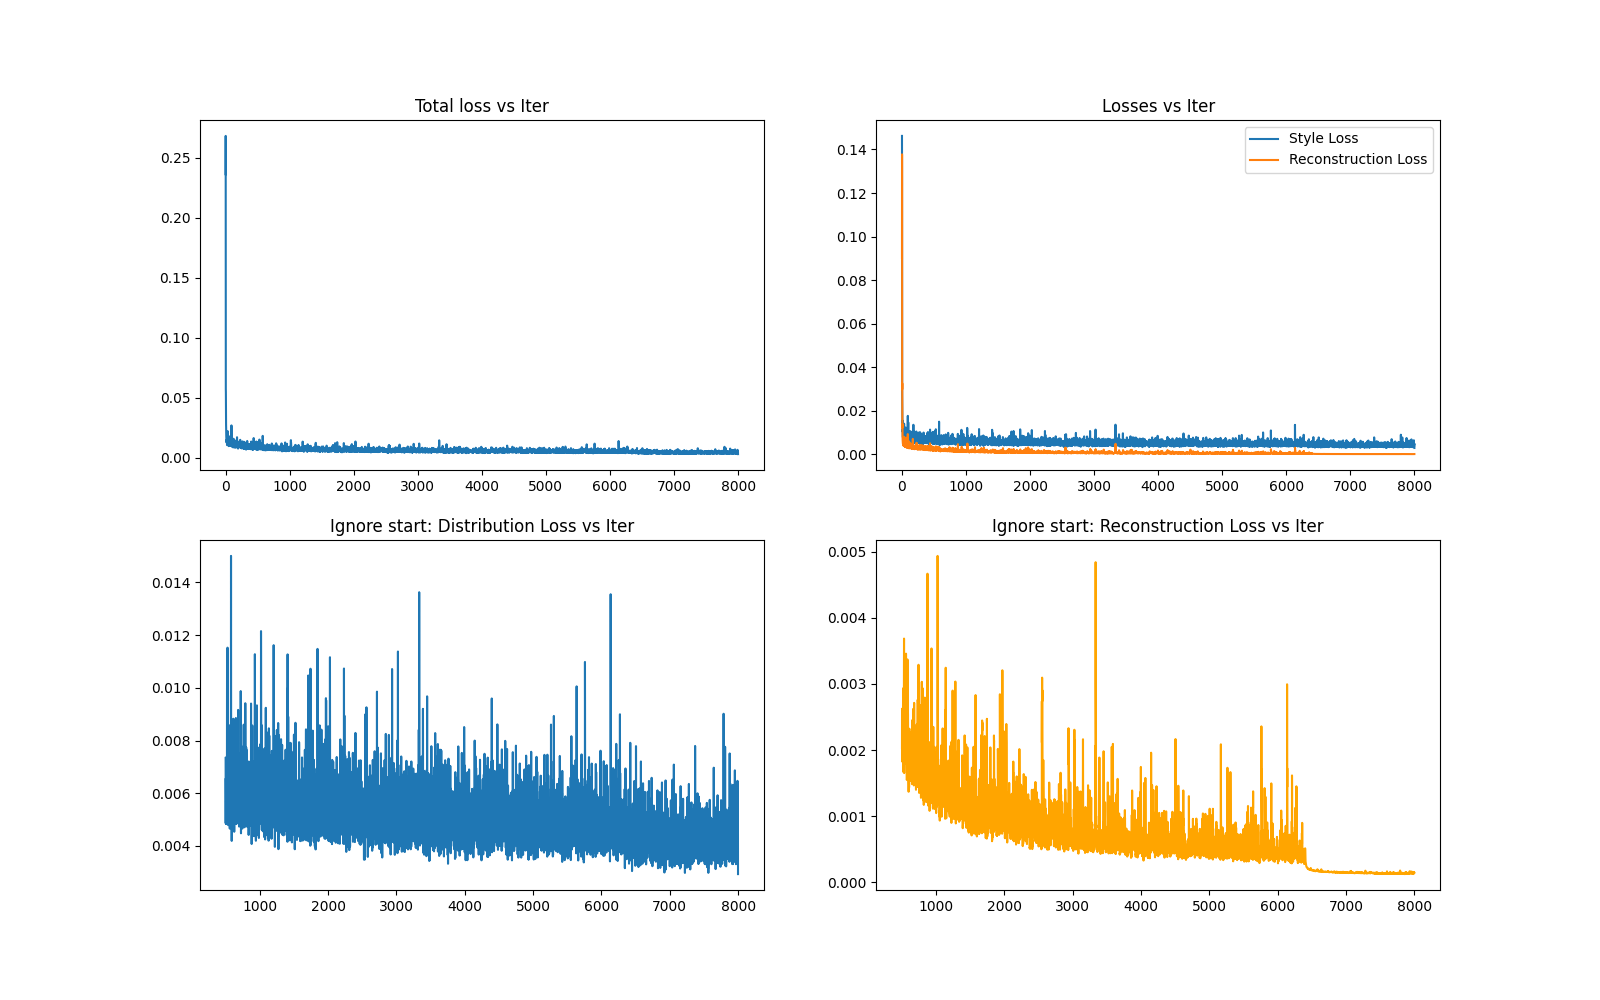 Total loss vs Iter
0.25
0.20
0.15
0.10
0.05
0.00
0 1000 2000 3000 4000 5000 6000 7000 8000
Losses vs Iter
Style Loss
Reconstruction Loss
0.14
0.12
0.10
0.08
0.06
0.04
0.02
0.00
0 1000 2000 3000 4000 5000 6000 7000 8000
Ignore start: Distribution Loss vs Iter
0.014
0.012
0.010
0.008
0.006
0.004
1000 2000 3000 4000 5000 6000 7000 8000
Ignore start: Reconstruction Loss vs Iter
0.005
0.004
0.003
0.002
0.001
0.000
1000 2000 3000 4000 5000 6000 7000 8000